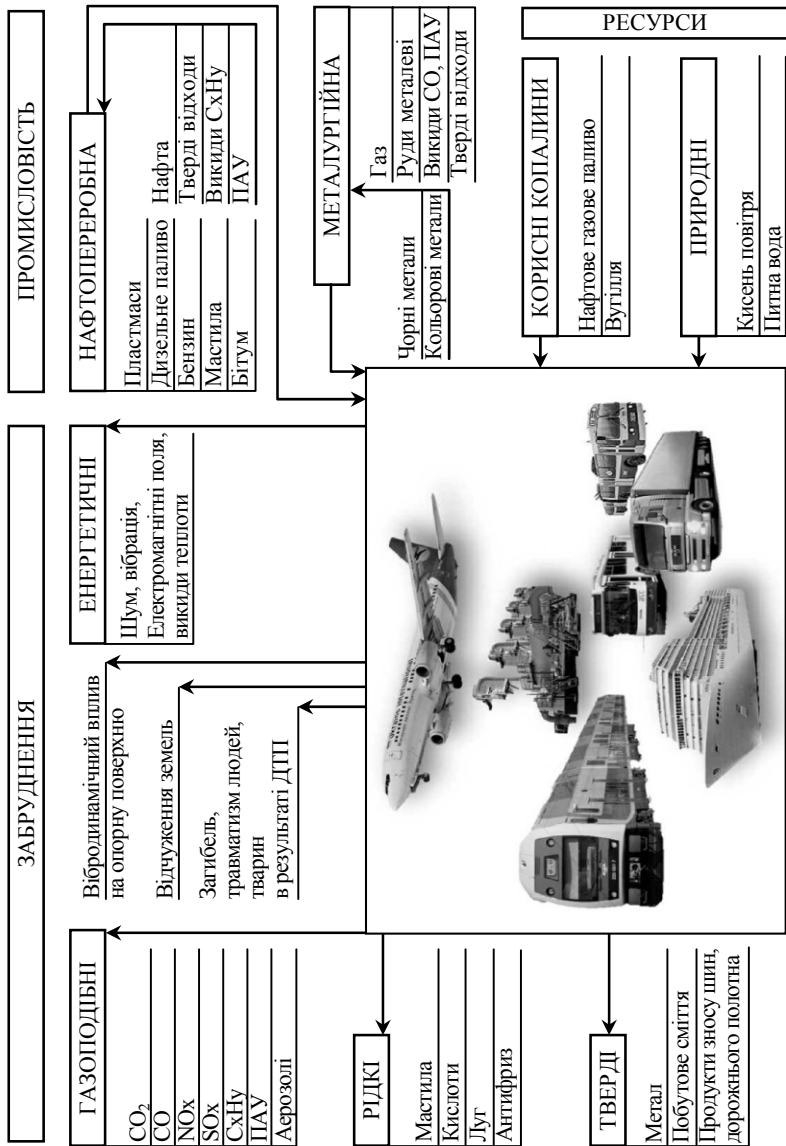 ЗАБРУДНЕННЯ
ПРОМИСЛОВІСТЬ
ГАЗОПОДІБНІ
CO₂
CO
NOx
SOx
CxHy
ПАУ
Аерозолі
Вібродинамічний вплив
на опорну поверхню
Відчуження земель
Загибель,
травматизм людей,
тварин
в результаті ДТП
ЕНЕРГЕТИЧНІ
Шум, вібрація,
Електромагнітні поля,
викиди теплоти
НАФТОПЕРЕРОБНА
Пластмаси
Дизельне паливо
Бензин
Мастила
Бітум
Нафта
Тверді відходи
Викиди CxHy
ПАУ
РІДКІ
Мастила
Кислоти
Луг
Антифриз
МЕТАЛУРГІЙНА
Чорні метали
Кольорові метали
Газ
Руди металеві
Викиди СО, ПАУ
Тверді відходи
ТВЕРДІ
Метал
Побутове сміття
Продукти зносу шин,
дорожнього полотна
РЕСУРСИ
КОРИСНІ КОПАЛИНИ
Нафтове газове паливо
Вугілля
ПРИРОДНІ
Кисень повітря
Питна вода